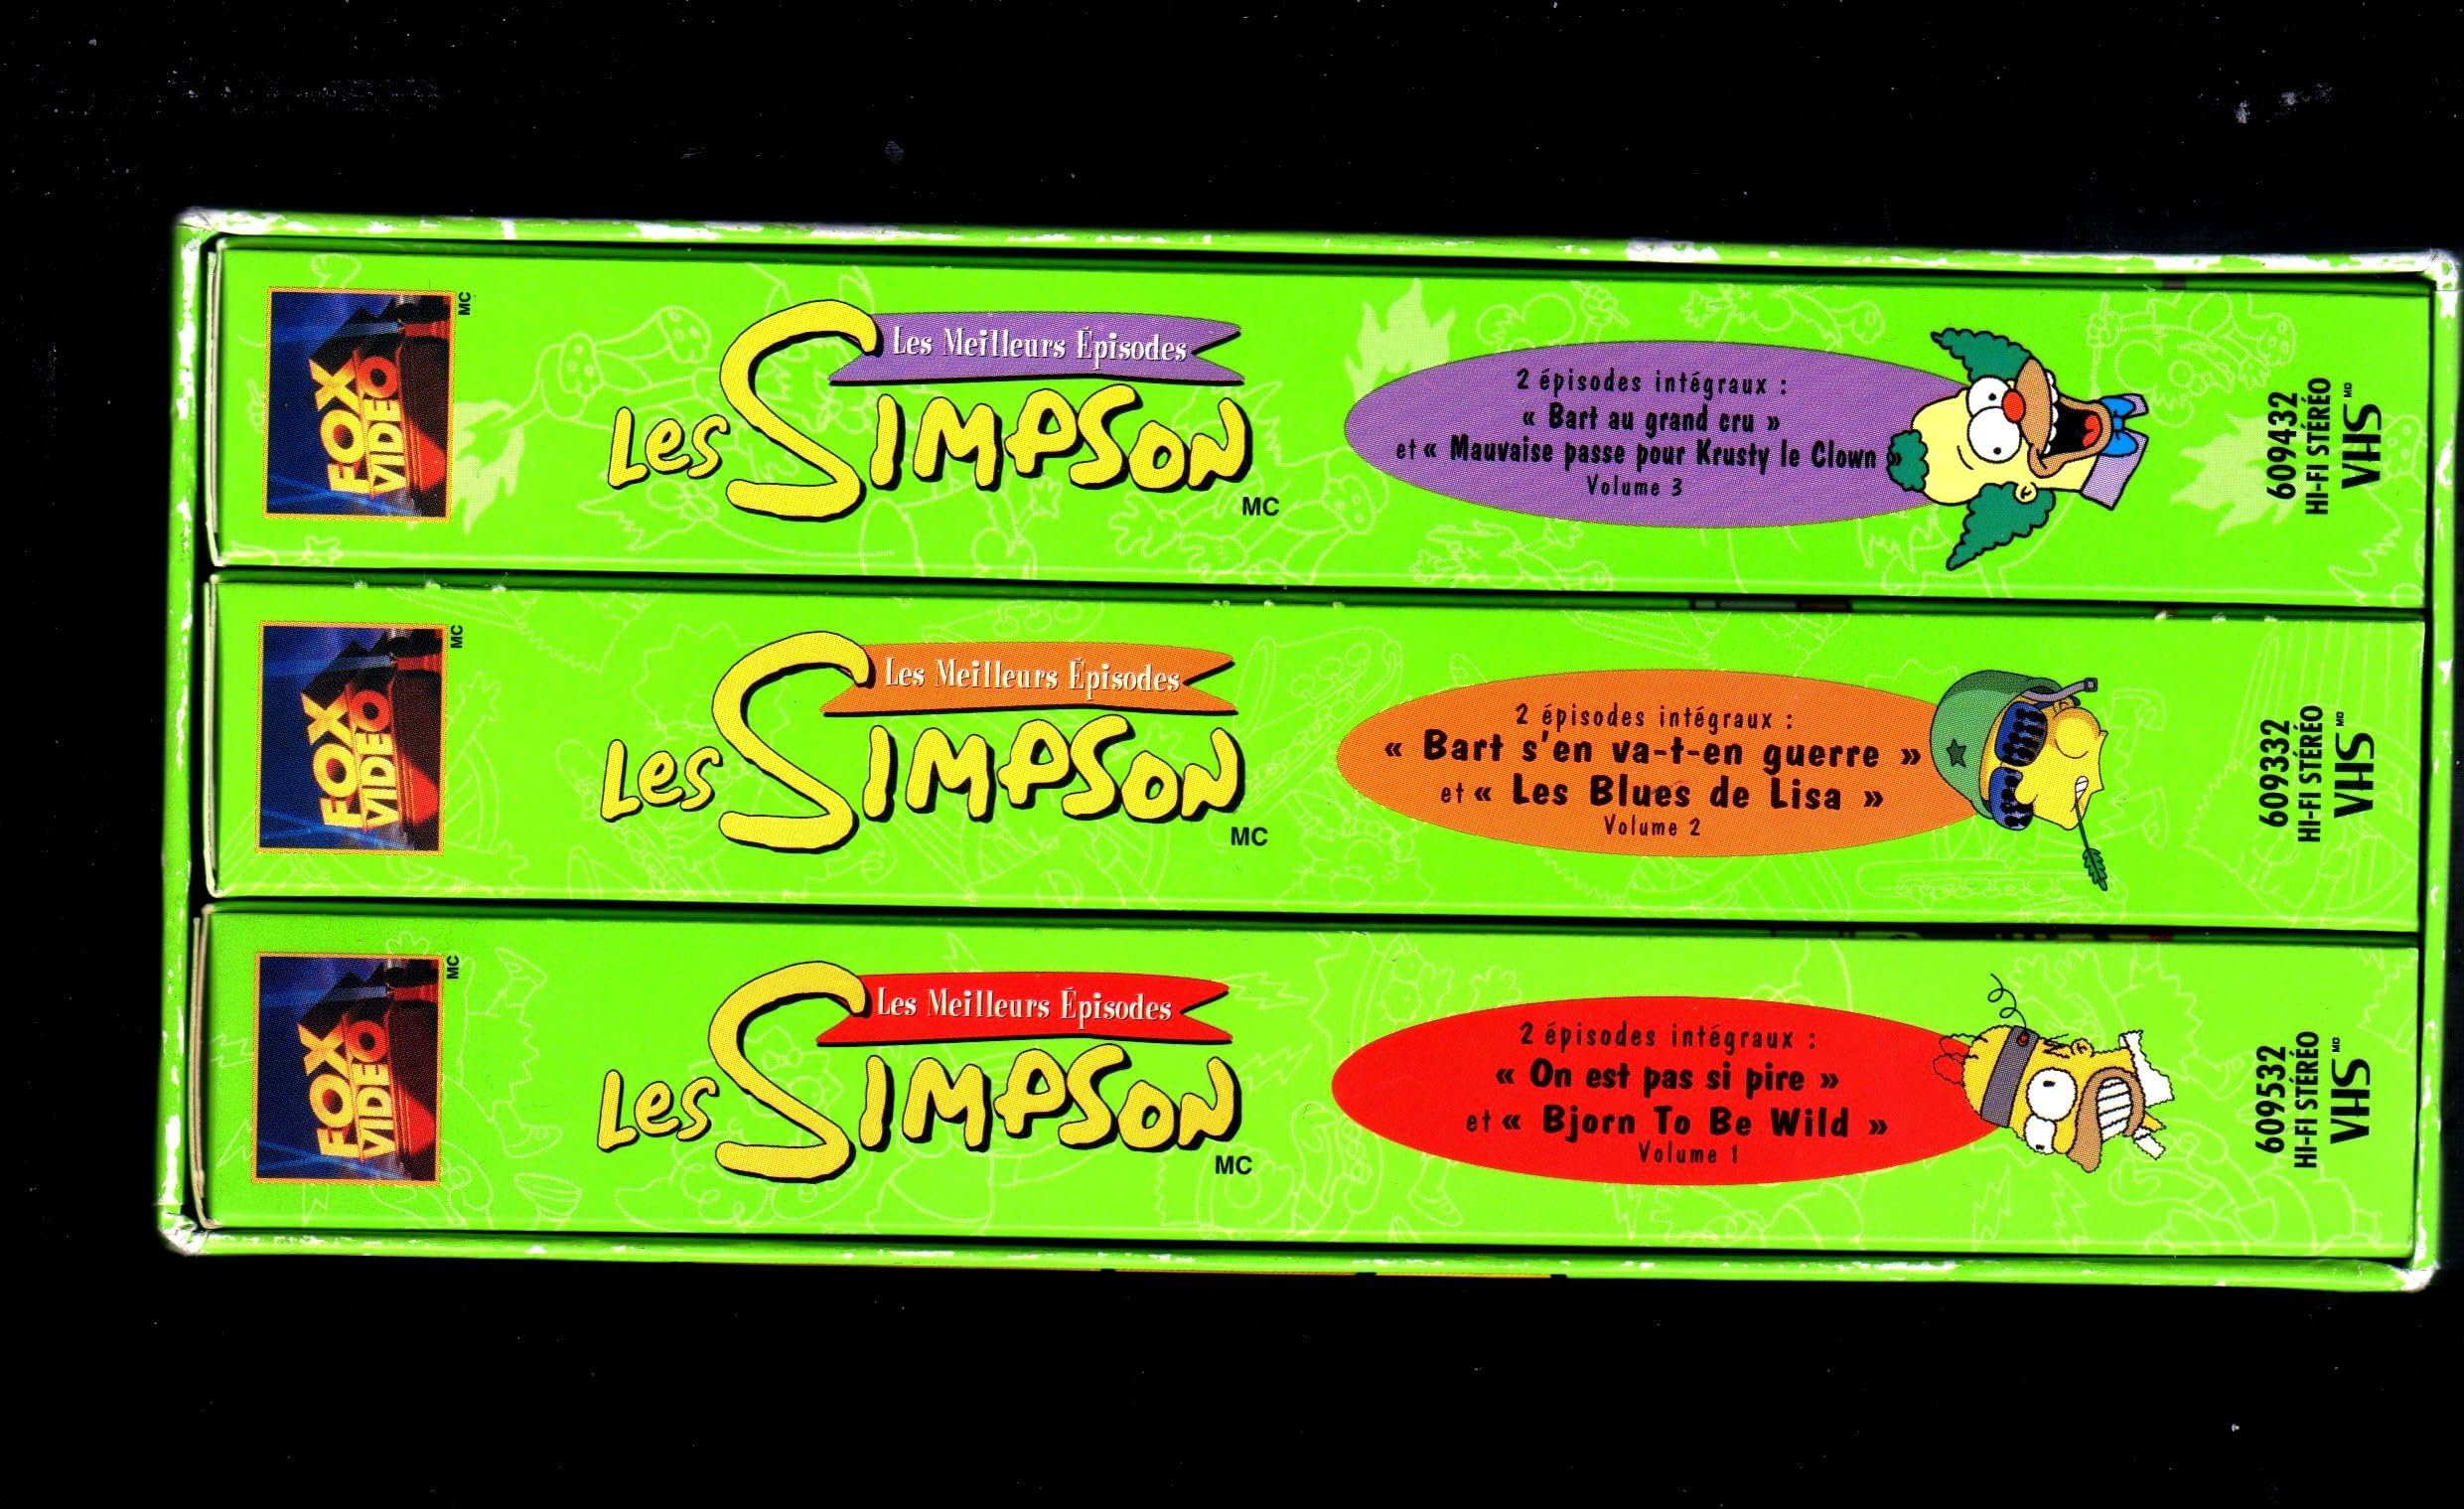 FOX
VIDEO
MC
Les Meilleurs Épisodes
Les SIMPSON
MC
2 épisodes intégraux :
« Bart au grand cru »
et « Mauvaise passe pour Krusty le Clown »
Volume 3
609432
HI-FI STÉRÉO
VHS MD
FOX
VIDEO
MC
Les Meilleurs Épisodes
Les SIMPSON
MC
2 épisodes intégraux :
« Bart s'en va-t-en guerre »
et « Les Blues de Lisa »
Volume 2
609332
HI-FI STÉRÉO
VHS MD
FOX
VIDEO
MC
Les Meilleurs Épisodes
Les SIMPSON
MC
2 épisodes intégraux :
« On est pas si pire »
et « Bjorn To Be Wild »
Volume 1
609532
HI-FI STÉRÉO
VHS MD